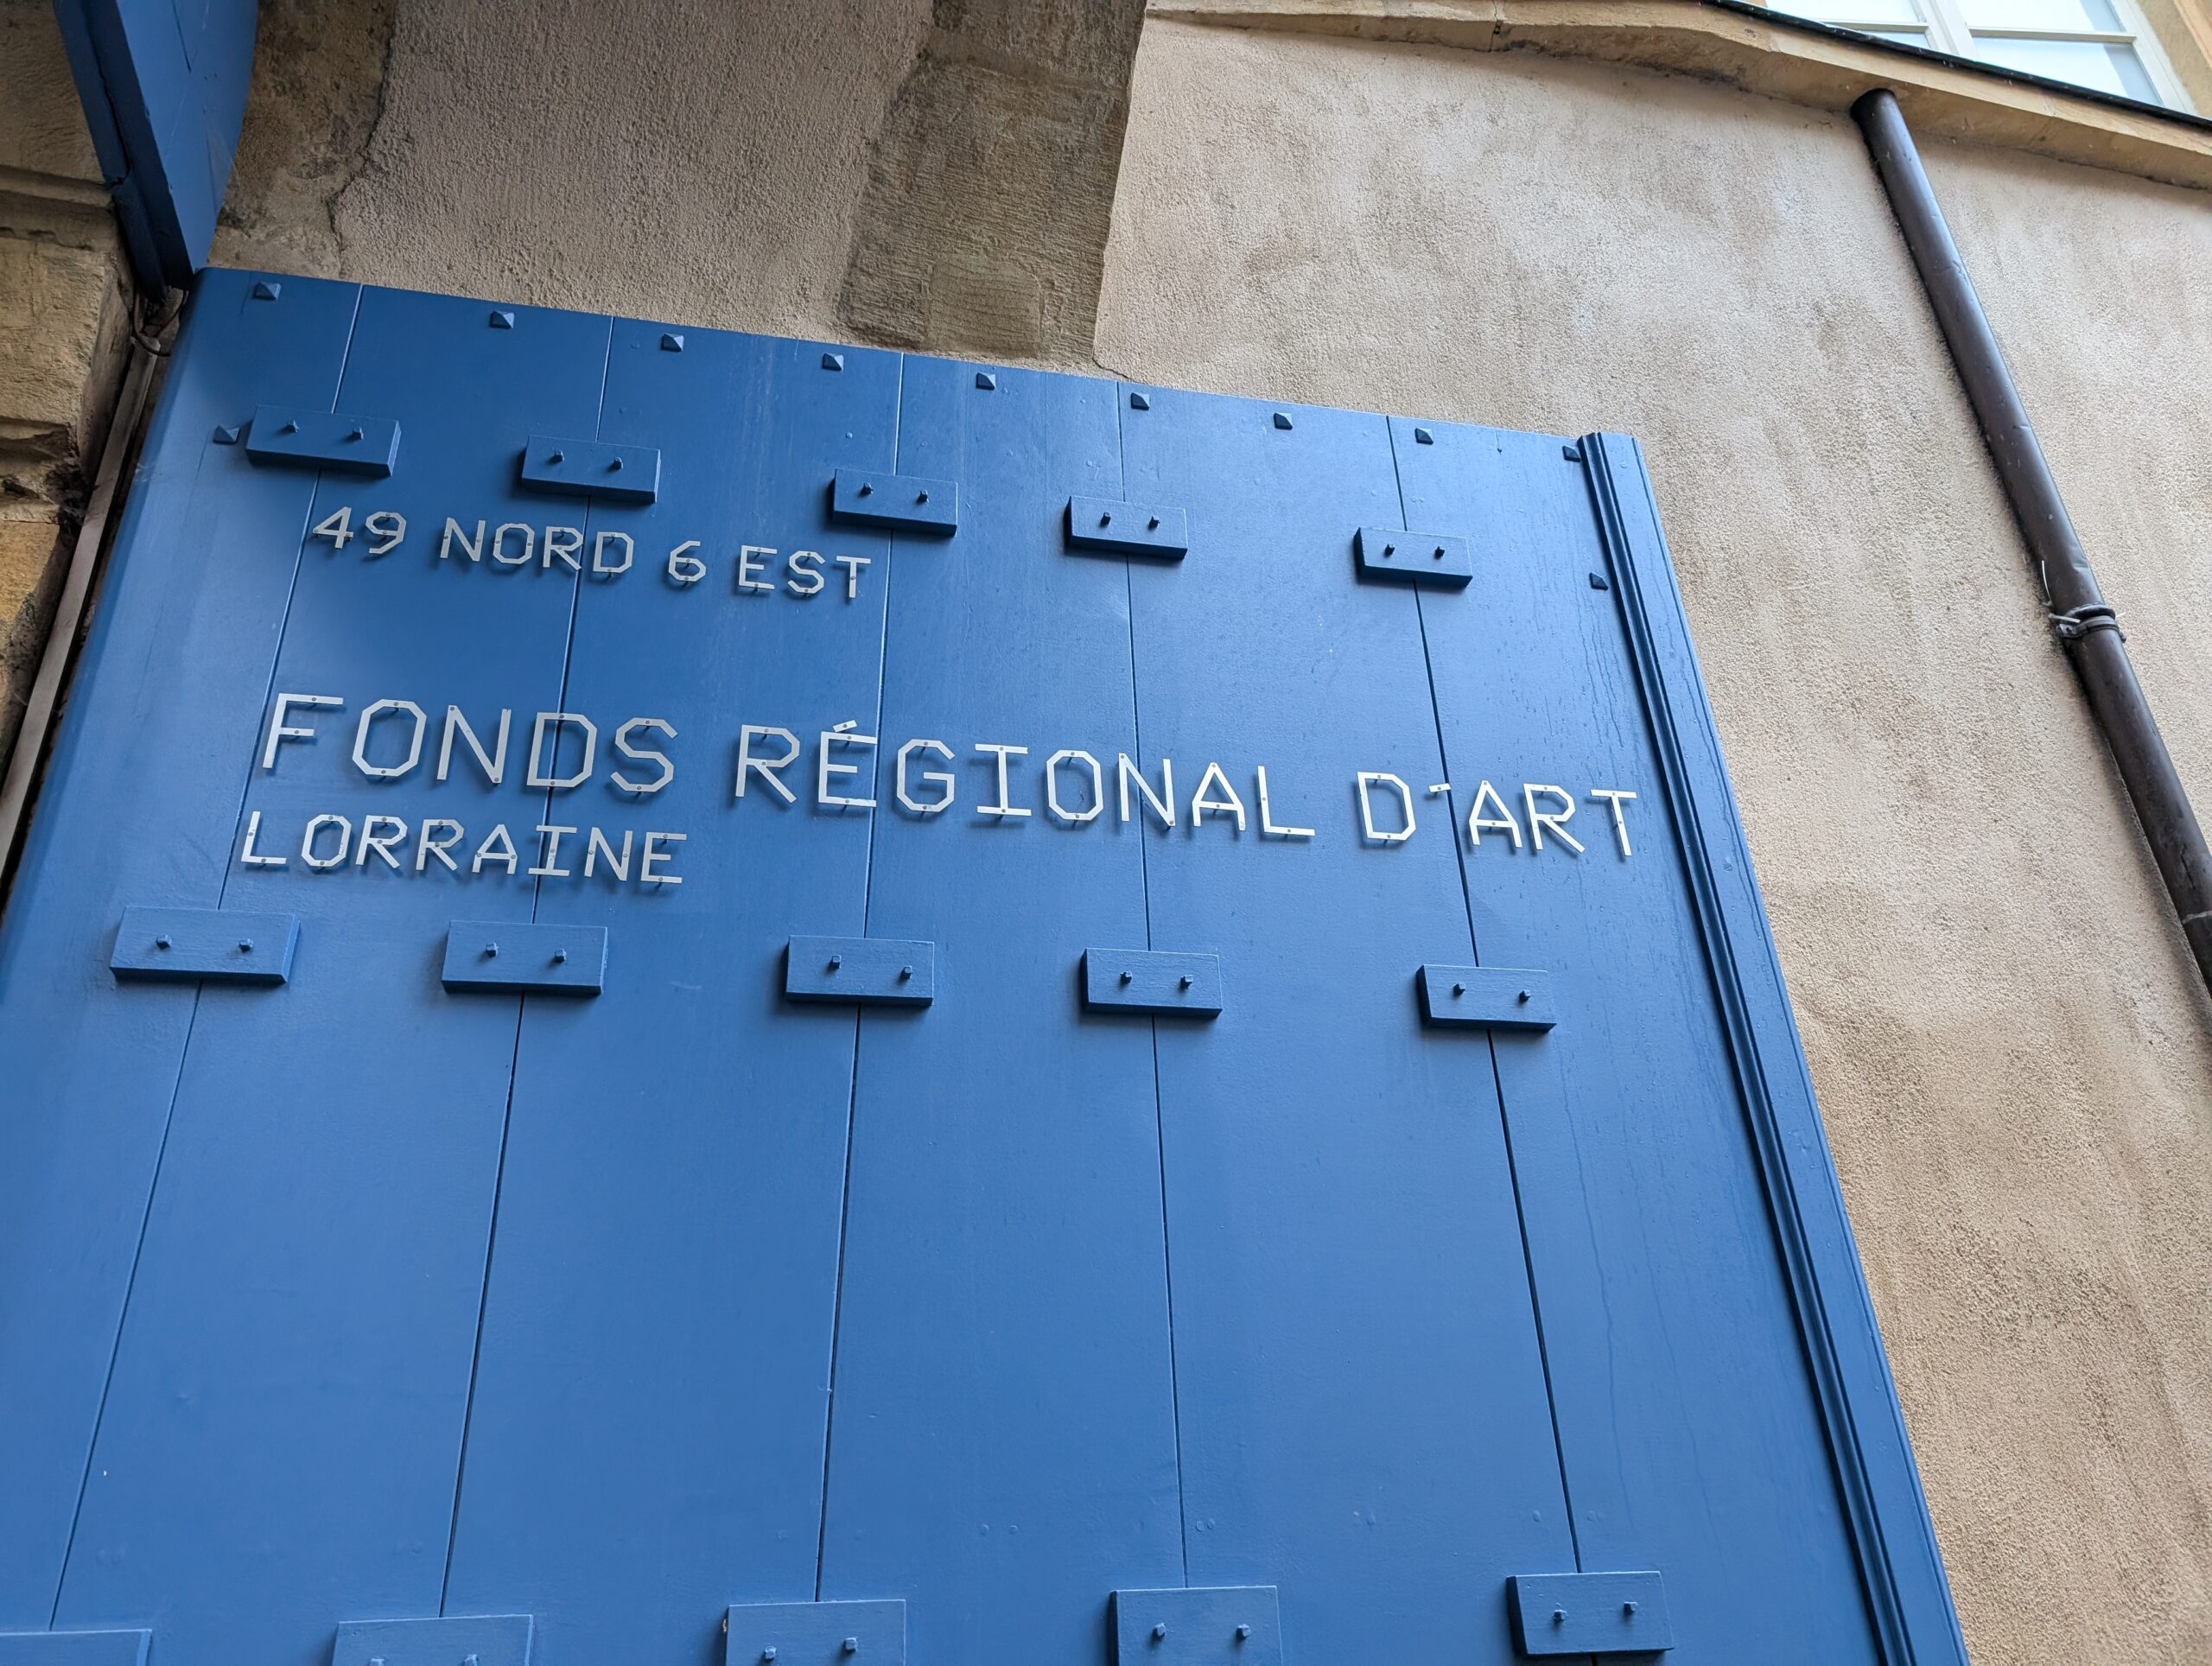 49 NORD 6 EST
FONDS RÉGIONAL D'ART
LORRAINE